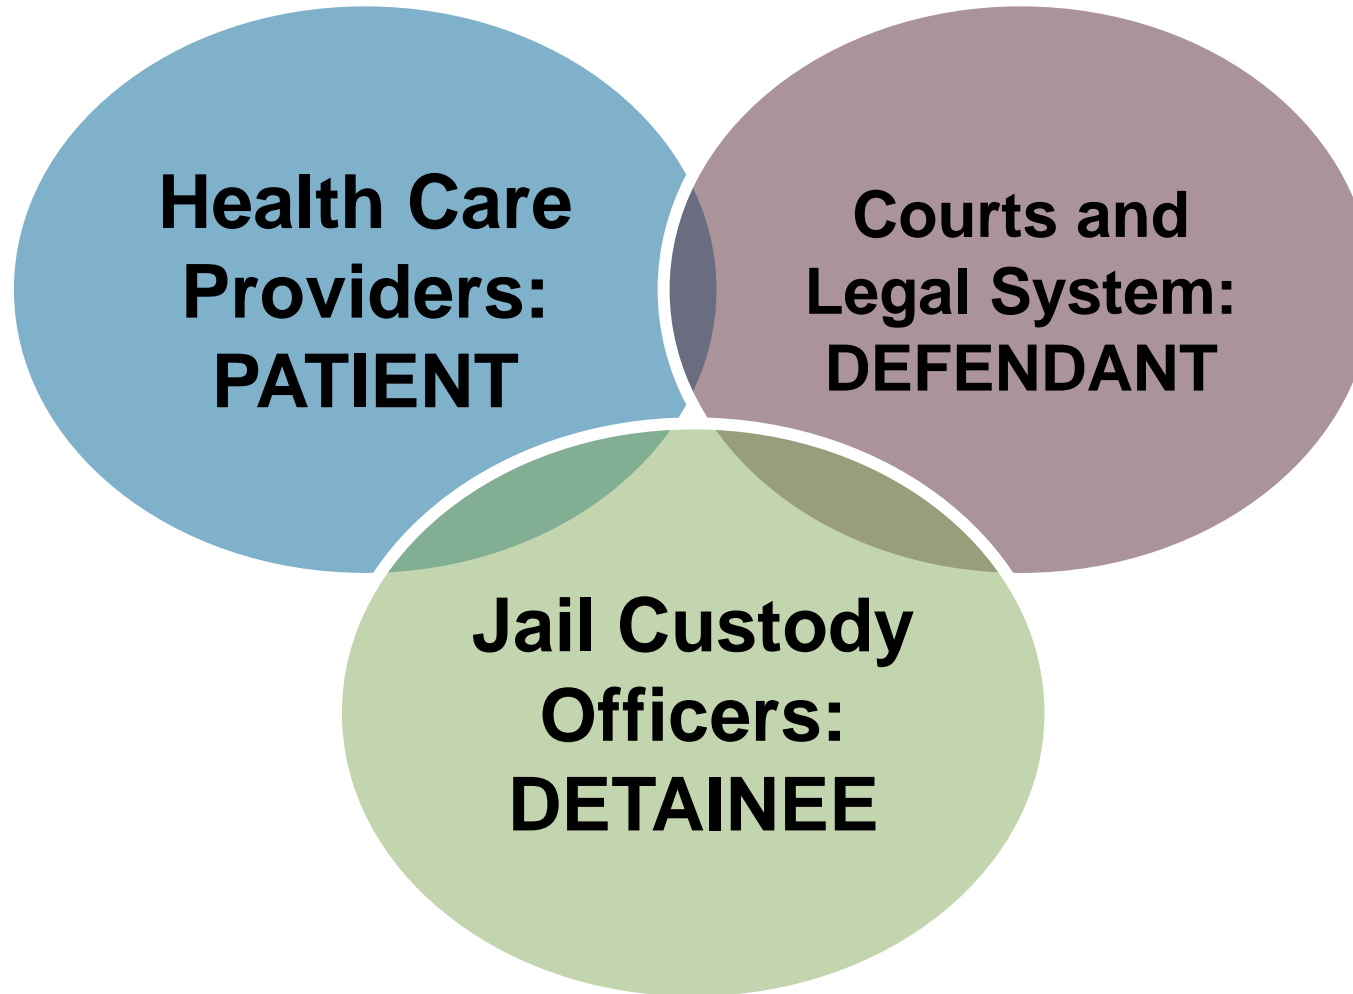 Health Care
Providers:
PATIENT
Courts and
Legal System:
DEFENDANT
Jail Custody
Officers:
DETAINEE